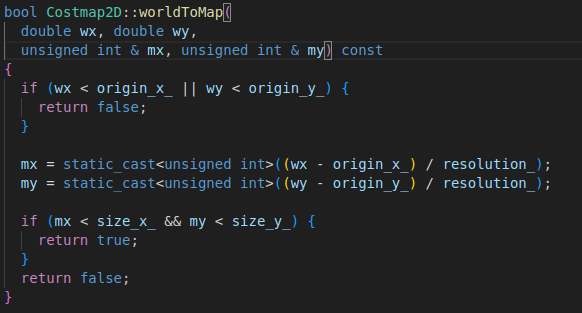 bool Costmap2D::worldToMap(
  double wx, double wy,
  unsigned int & mx, unsigned int & my) const
{
  if (wx < origin_x_ || wy < origin_y_) {
    return false;
  }

  mx = static_cast<unsigned int>((wx - origin_x_) / resolution_);
  my = static_cast<unsigned int>((wy - origin_y_) / resolution_);

  if (mx < size_x_ && my < size_y_) {
    return true;
  }
  return false;
}